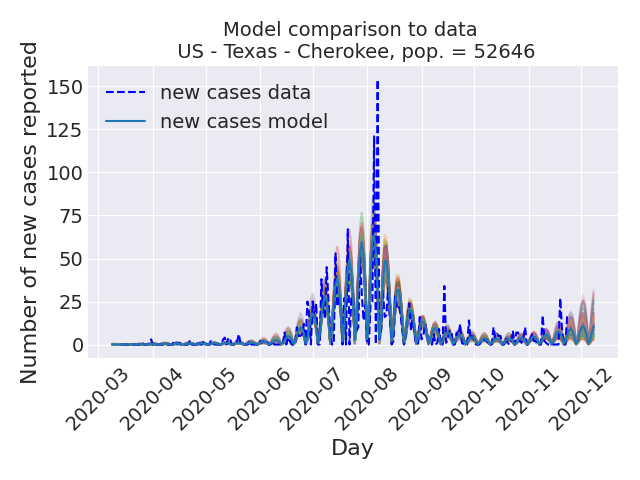 Model comparison to data
US - Texas - Cherokee, pop. = 52646
Number of new cases reported
150
125
100
75
50
25
0
new cases data
new cases model
2020-03
2020-04
2020-05
2020-06
2020-07
2020-08
2020-09
2020-10
2020-11
2020-12
Day